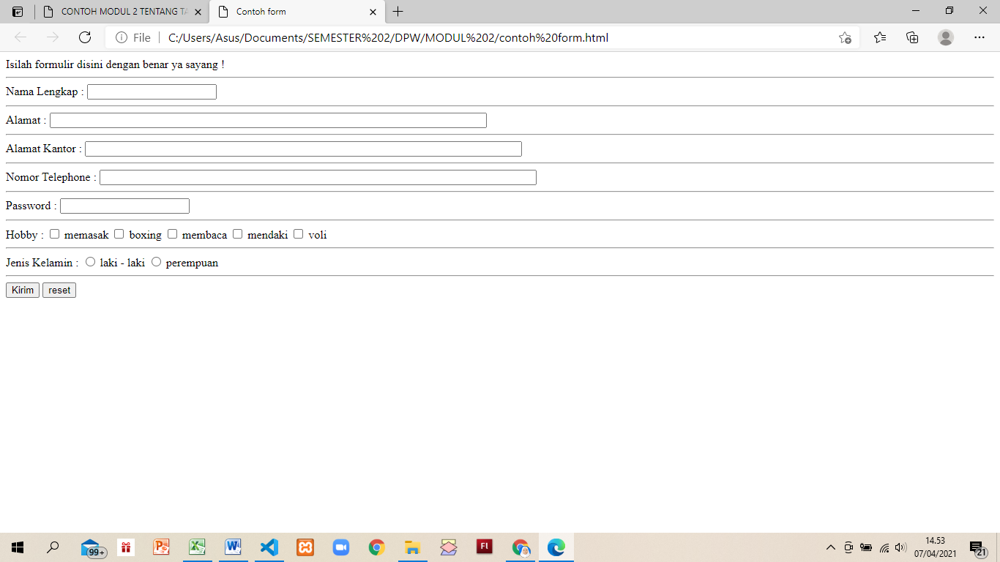 CONTOH MODUL 2 TENTANG TA
Contoh form
File
C:/Users/Asus/Documents/SEMESTER%202/DPW/MODUL%202/contoh%20form.html
Isilah formulir disini dengan benar ya sayang !
Nama Lengkap :
Alamat :
Alamat Kantor :
Nomor Telephone :
Password :
Hobby : memasak boxing membaca mendaki voli
Jenis Kelamin : laki - laki perempuan
Kirim reset
99+
Fl
14.53
07/04/2021
21